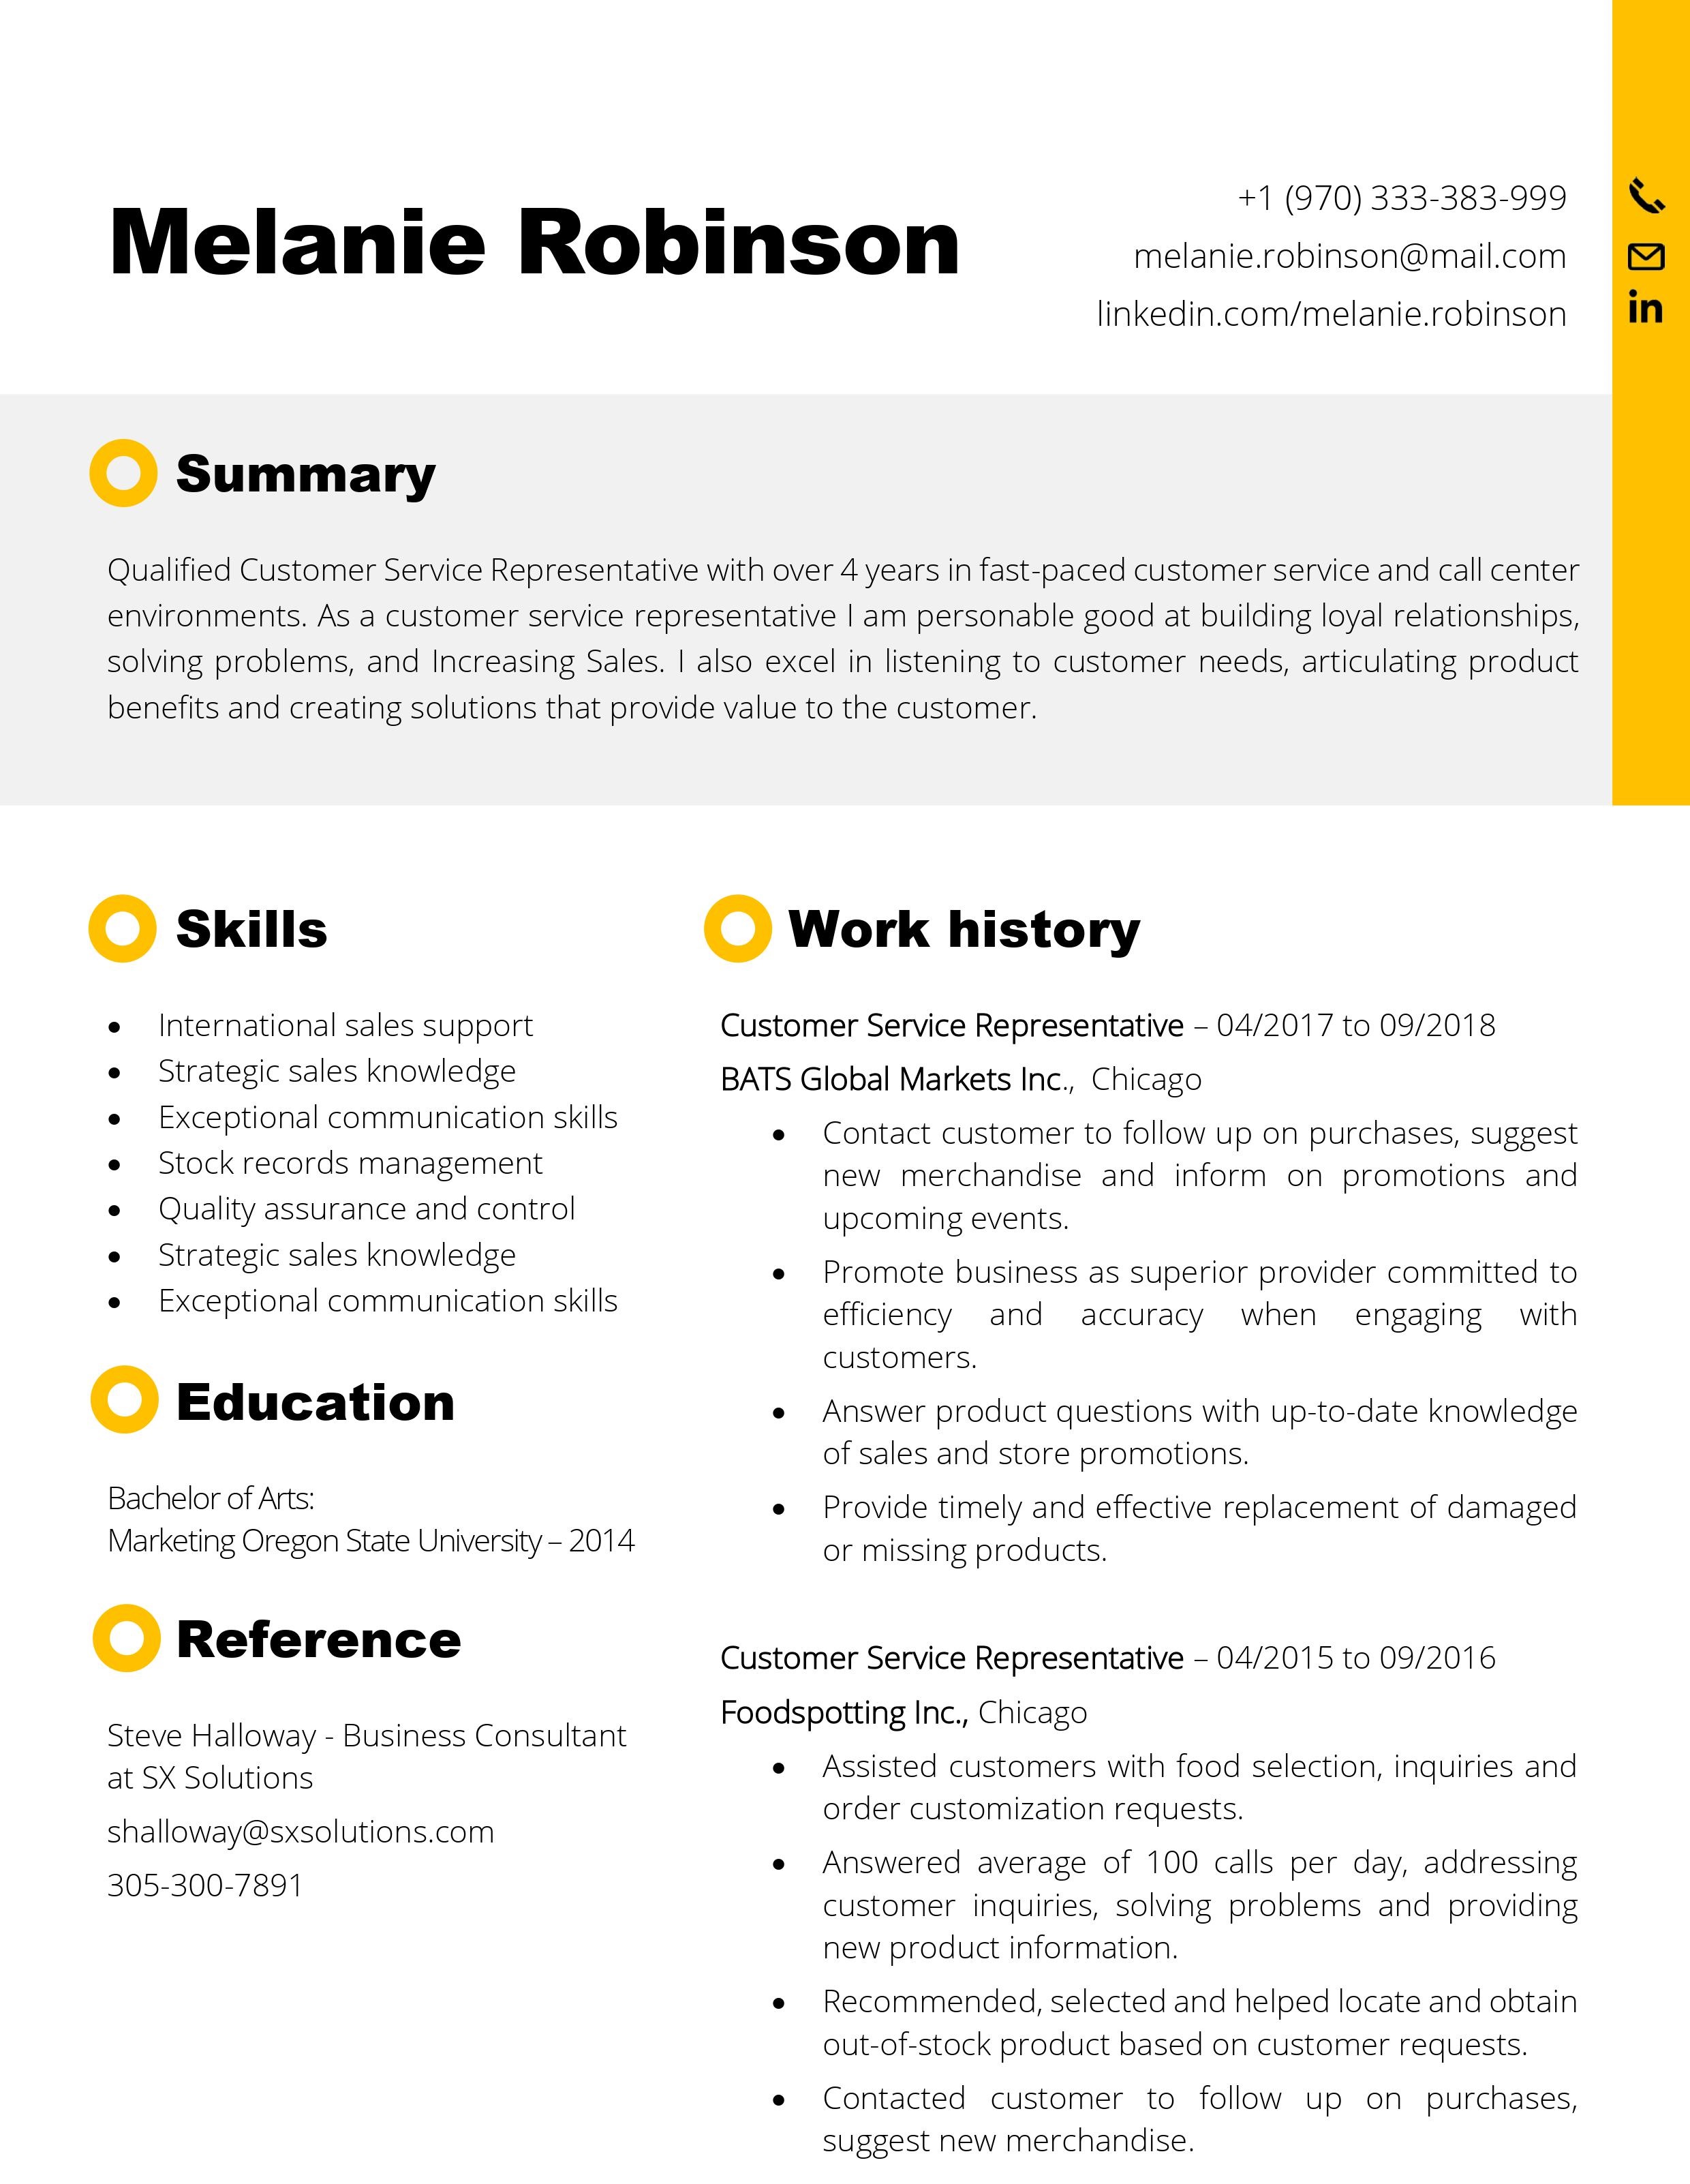 Melanie Robinson
+1 (970) 333-383-999
melanie.robinson@mail.com
linkedin.com/melanie.robinson
in
Summary
Qualified Customer Service Representative with over 4 years in fast-paced customer service and call center
environments. As a customer service representative I am personable good at building loyal relationships,
solving problems, and Increasing Sales. I also excel in listening to customer needs, articulating product
benefits and creating solutions that provide value to the customer.
Skills
• International sales support
• Strategic sales knowledge
• Exceptional communication skills
• Stock records management
• Quality assurance and control
• Strategic sales knowledge
• Exceptional communication skills
Education
Bachelor of Arts:
Marketing Oregon State University – 2014
Reference
Steve Halloway - Business Consultant
at SX Solutions
shalloway@sxsolutions.com
305-300-7891
Work history
Customer Service Representative – 04/2017 to 09/2018
BATS Global Markets Inc., Chicago
• Contact customer to follow up on purchases, suggest
new merchandise and inform on promotions and
upcoming events.
• Promote business as superior provider committed to
efficiency and accuracy when engaging with
customers.
• Answer product questions with up-to-date knowledge
of sales and store promotions.
• Provide timely and effective replacement of damaged
or missing products.
Customer Service Representative – 04/2015 to 09/2016
Foodspotting Inc., Chicago
• Assisted customers with food selection, inquiries and
order customization requests.
• Answered average of 100 calls per day, addressing
customer inquiries, solving problems and providing
new product information.
• Recommended, selected and helped locate and obtain
out-of-stock product based on customer requests.
• Contacted customer to follow up on purchases,
suggest new merchandise.